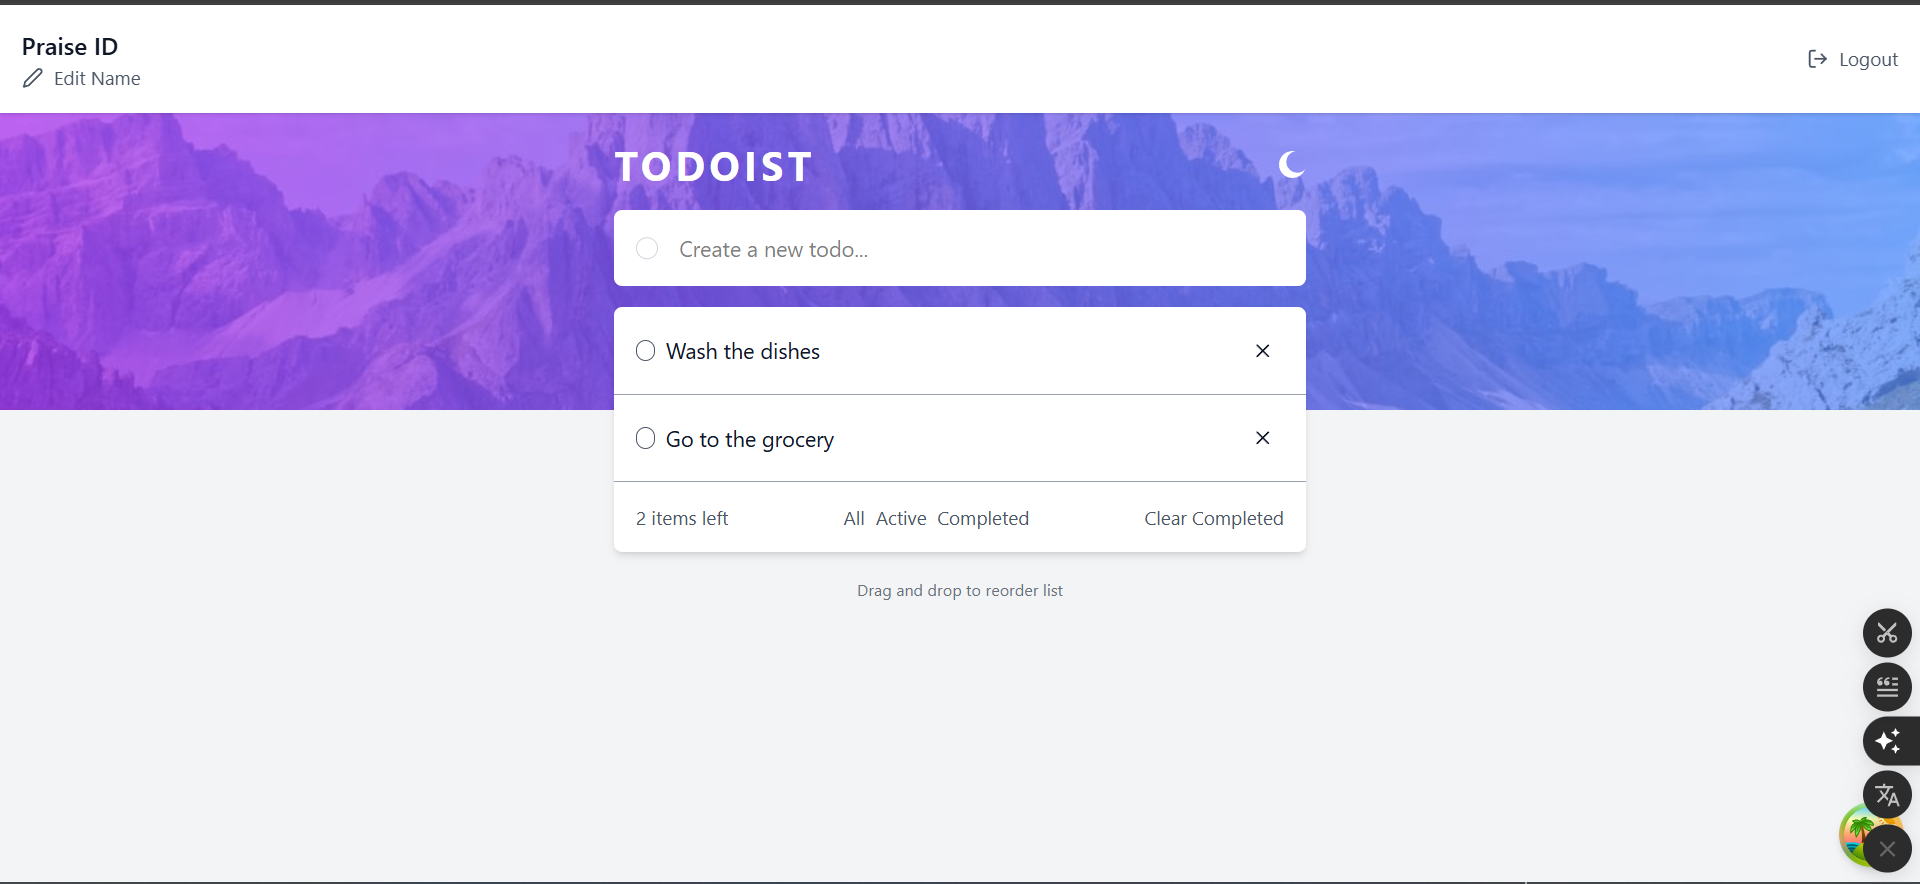 Praise ID
Edit Name
Logout
TODOIST
Create a new todo...
Wash the dishes
Go to the grocery
2 items left
All Active Completed
Clear Completed
Drag and drop to reorder list